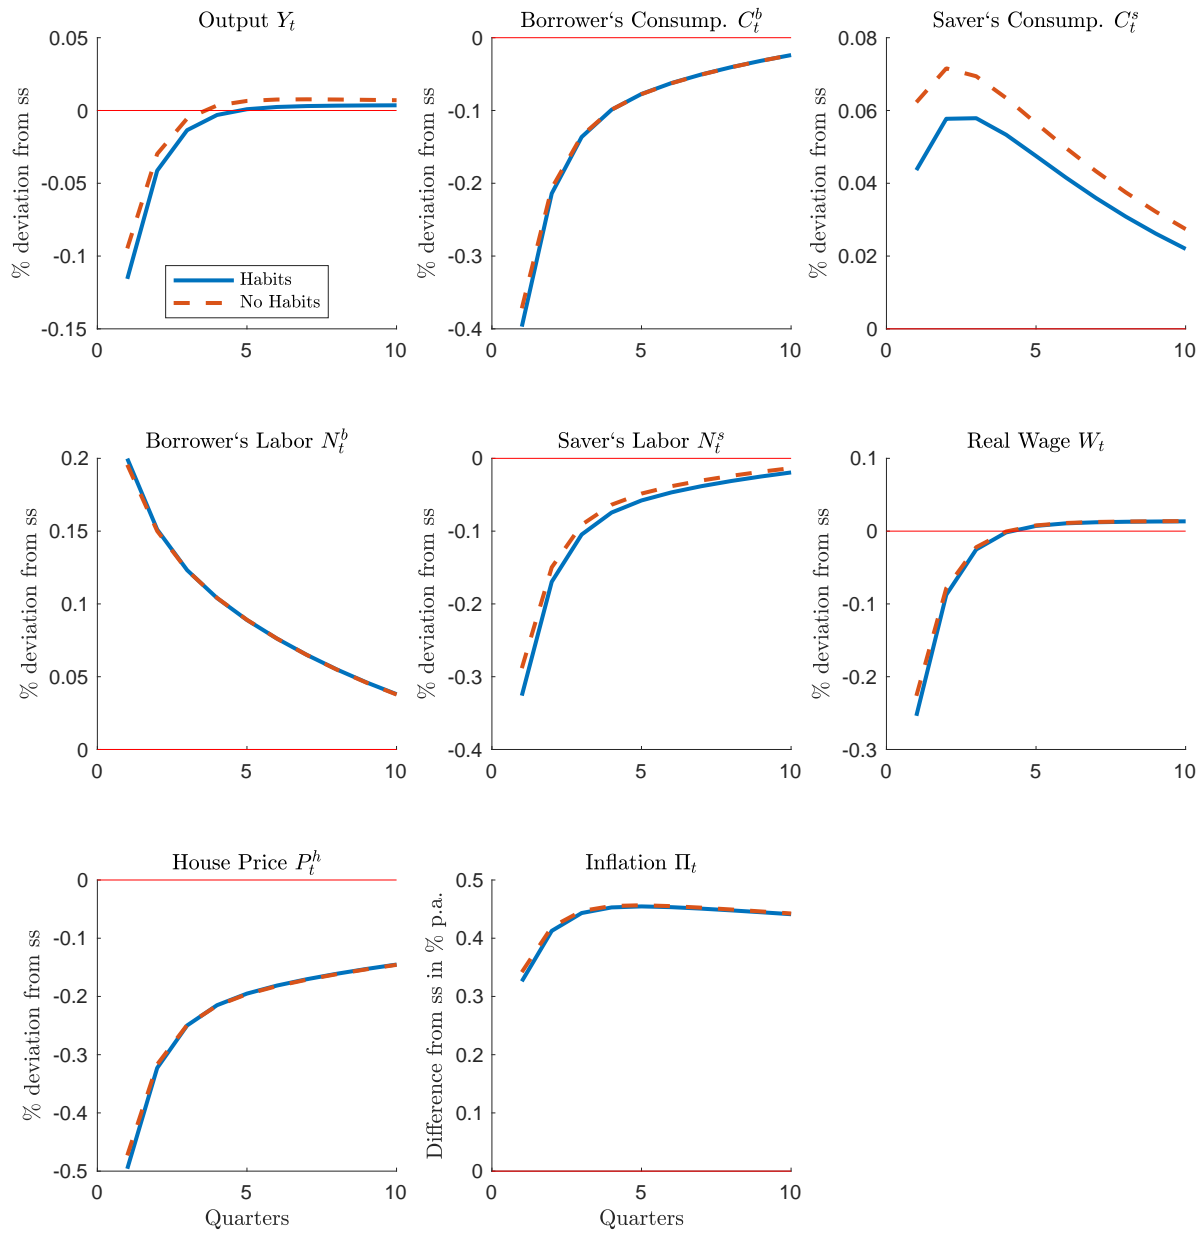 Output Y_t
Borrower‘s Consump. C_t^b
Saver‘s Consump. C_t^s
% deviation from ss
0.05
0
-0.05
-0.1
-0.15
Habits
No Habits
0 5 10
% deviation from ss
0
-0.1
-0.2
-0.3
-0.4
0 5 10
% deviation from ss
0.08
0.06
0.04
0.02
0
0 5 10
Borrower‘s Labor N_t^b
Saver‘s Labor N_t^s
Real Wage W_t
% deviation from ss
0.2
0.15
0.1
0.05
0
0 5 10
% deviation from ss
0
-0.1
-0.2
-0.3
-0.4
0 5 10
% deviation from ss
0.1
0
-0.1
-0.2
-0.3
0 5 10
House Price P_t^h
Inflation Π_t
% deviation from ss
0
-0.1
-0.2
-0.3
-0.4
-0.5
0 5 10
Quarters
Difference from ss in % p.a.
0.5
0.4
0.3
0.2
0.1
0
0 5 10
Quarters